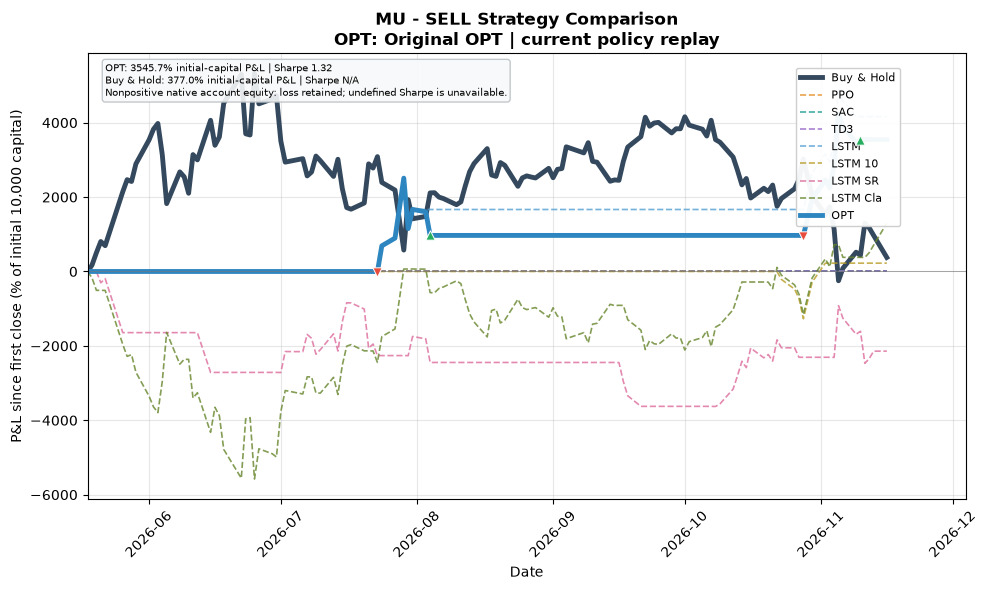 MU - SELL Strategy Comparison
OPT: Original OPT | current policy replay
OPT: 3545.7% initial-capital P&L | Sharpe 1.32
Buy & Hold: 377.0% initial-capital P&L | Sharpe N/A
Nonpositive native account equity: loss retained; undefined Sharpe is unavailable.
Buy & Hold
PPO
SAC
TD3
LSTM
LSTM 10
LSTM SR
LSTM Cla
OPT
P&L since first close (% of initial 10,000 capital)
4000
2000
0
−2000
−4000
−6000
2026-06
2026-07
2026-08
2026-09
2026-10
2026-11
2026-12
Date